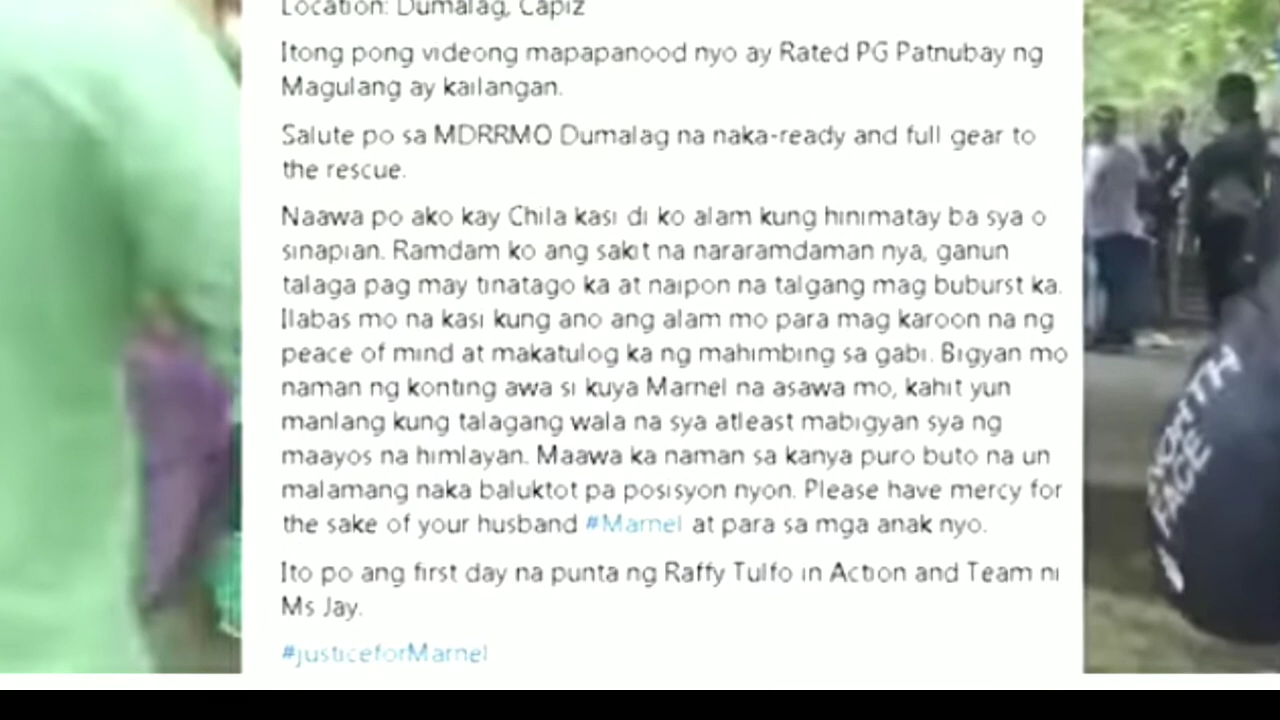 Location: Dumalag, Capiz
Itong pong videong mapapanood nyo ay Rated PG Patnubay ng
Magulang ay kailangan.
Salute po sa MDRRMO Dumalag na naka-ready and full gear to
the rescue.
Naawa po ako kay Chila kasi di ko alam kung hinimatay ba sya o
sinapian. Ramdam ko ang sakit na nararamdaman nya, ganun
talaga pag may tinatago ka at naipon na talgang mag buburst ka.
Ilabas mo na kasi kung ano ang alam mo para mag karoon na ng
peace of mind at makatulog ka ng mahimbing sa gabi. Bigyan mo
naman ng konting awa si kuya Marnel na asawa mo, kahit yun
manlang kung talagang wala na sya atleast mabigyan sya ng
maayos na himlayan. Maawa ka naman sa kanya puro buto na un
malamang naka baluktot pa posisyon nyon. Please have mercy for
the sake of your husband #Marnel at para sa mga anak nyo.
Ito po ang first day na punta ng Raffy Tulfo in Action and Team ni
Ms Jay.
#justiceforMarnel
NORTH
FACE